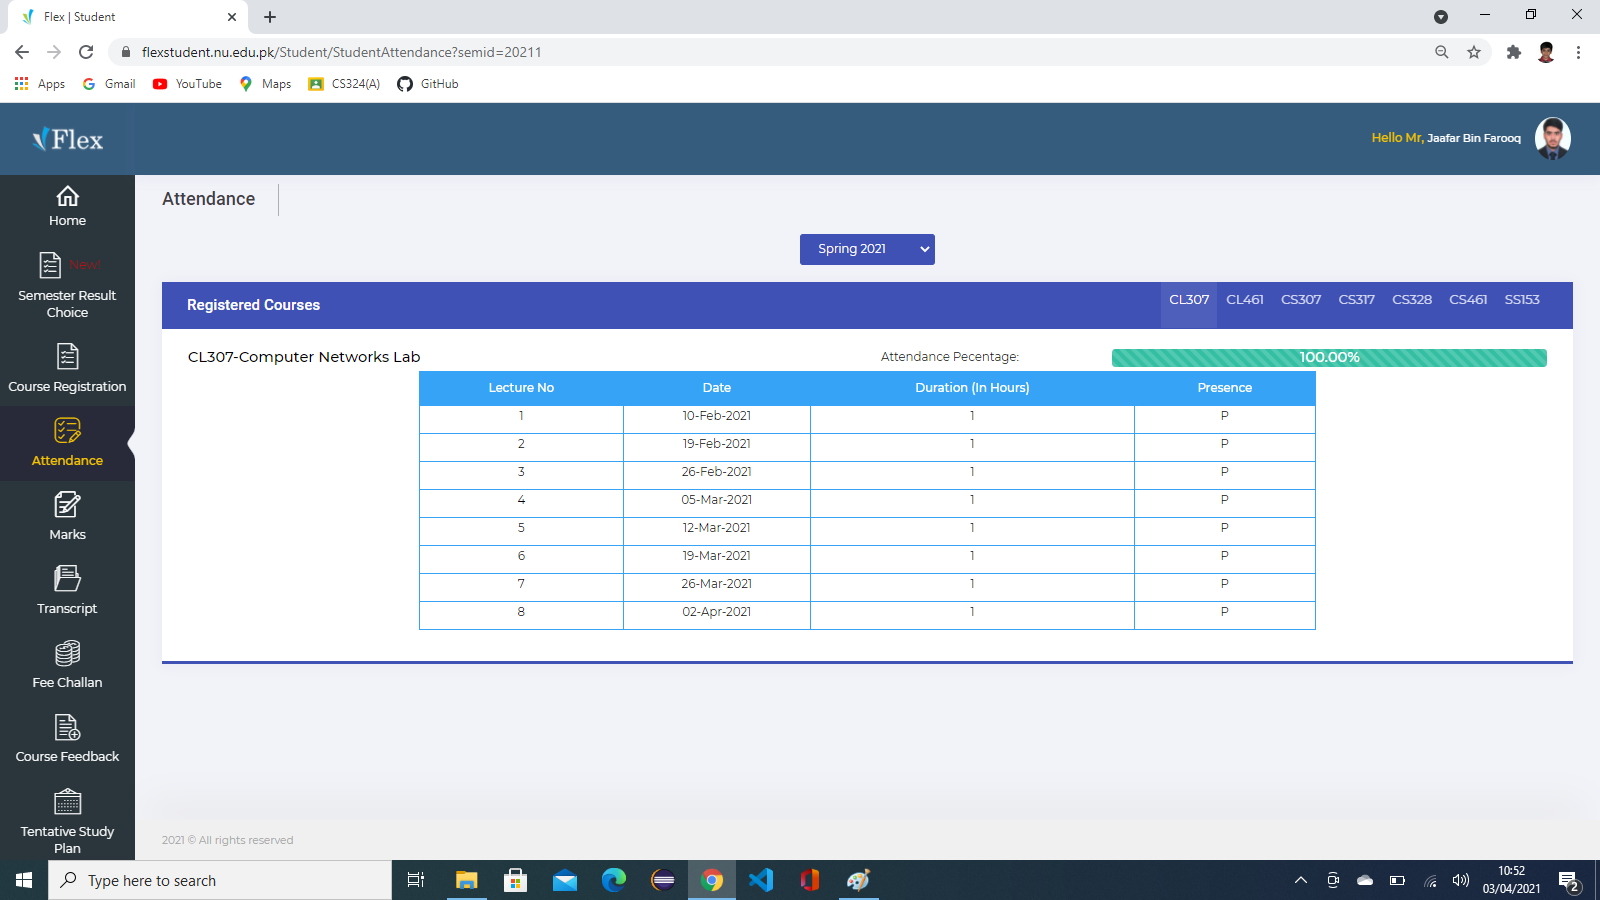 Flex | Student
flexstudent.nu.edu.pk/Student/StudentAttendance?semid=20211
Apps Gmail YouTube Maps CS324(A) GitHub
Flex
Hello Mr, Jaafar Bin Farooq
Home
New!
Semester Result
Choice
Course Registration
Attendance
Marks
Transcript
Fee Challan
Course Feedback
Tentative Study
Plan
Attendance
Spring 2021
Registered Courses CL307 CL461 CS307 CS317 CS328 CS461 SS153
CL307-Computer Networks Lab Attendance Pecentage: 100.00%
Lecture No Date Duration (In Hours) Presence
1 10-Feb-2021 1 P
2 19-Feb-2021 1 P
3 26-Feb-2021 1 P
4 05-Mar-2021 1 P
5 12-Mar-2021 1 P
6 19-Mar-2021 1 P
7 26-Mar-2021 1 P
8 02-Apr-2021 1 P
2021 © All rights reserved
Type here to search
10:52
03/04/2021
2